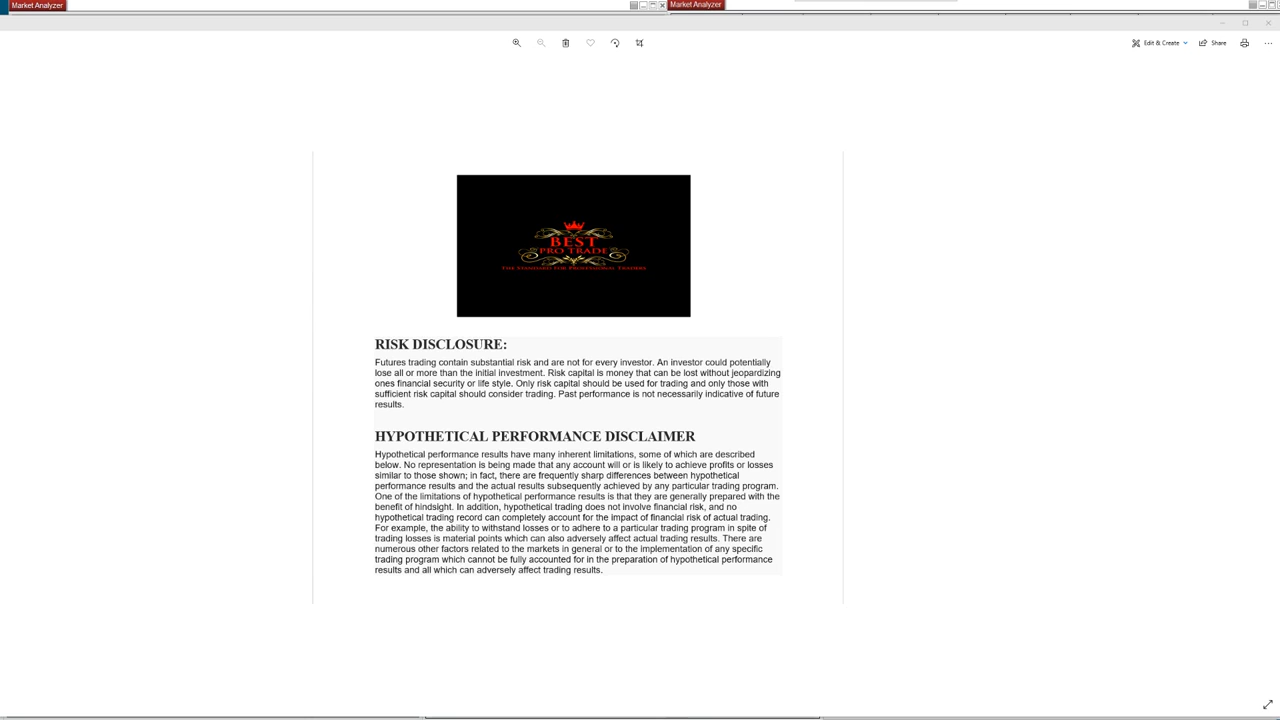 Market Analyzer
Market Analyzer
Edit & Create
Share
BEST
PRO TRADE
THE STANDARD FOR PROFESSIONAL TRADERS
RISK DISCLOSURE:
Futures trading contain substantial risk and are not for every investor. An investor could potentially
lose all or more than the initial investment. Risk capital is money that can be lost without jeopardizing
ones financial security or life style. Only risk capital should be used for trading and only those with
sufficient risk capital should consider trading. Past performance is not necessarily indicative of future
results.
HYPOTHETICAL PERFORMANCE DISCLAIMER
Hypothetical performance results have many inherent limitations, some of which are described
below. No representation is being made that any account will or is likely to achieve profits or losses
similar to those shown; in fact, there are frequently sharp differences between hypothetical
performance results and the actual results subsequently achieved by any particular trading program.
One of the limitations of hypothetical performance results is that they are generally prepared with the
benefit of hindsight. In addition, hypothetical trading does not involve financial risk, and no
hypothetical trading record can completely account for the impact of financial risk of actual trading.
For example, the ability to withstand losses or to adhere to a particular trading program in spite of
trading losses is material points which can also adversely affect actual trading results. There are
numerous other factors related to the markets in general or to the implementation of any specific
trading program which cannot be fully accounted for in the preparation of hypothetical performance
results and all which can adversely affect trading results.